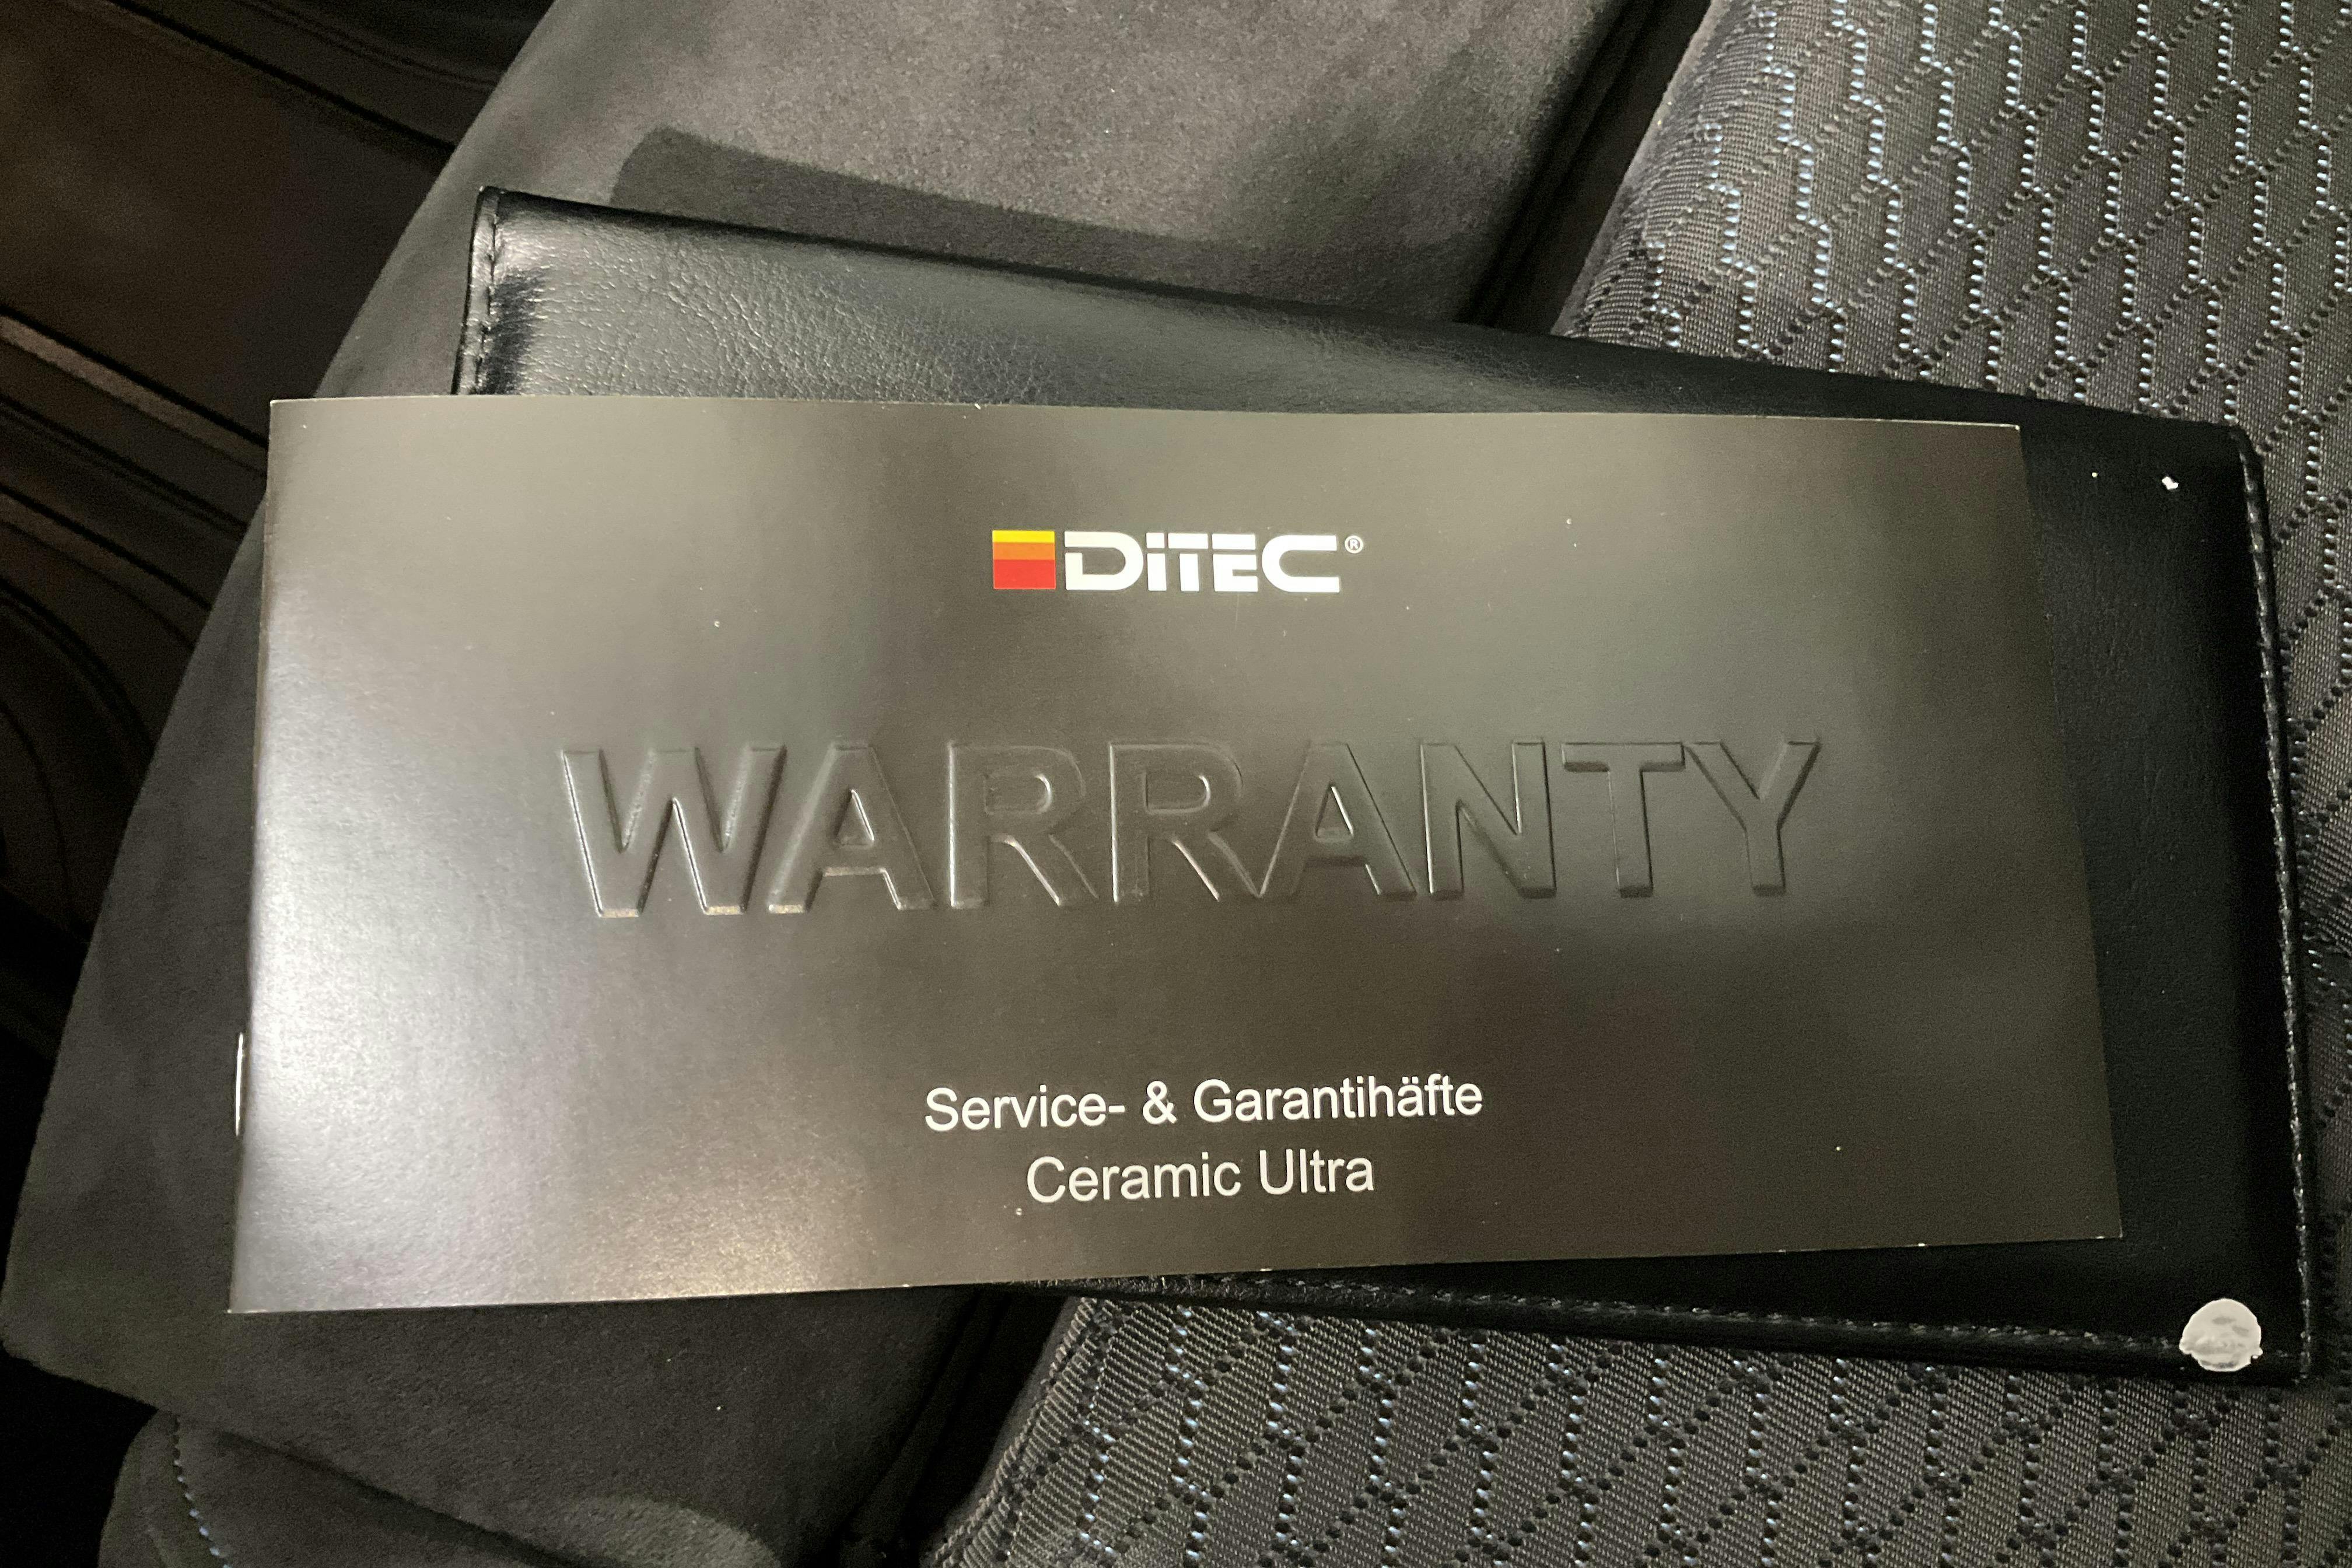 DiTEC®
WARRANTY
Service- & Garantihäfte
Ceramic Ultra